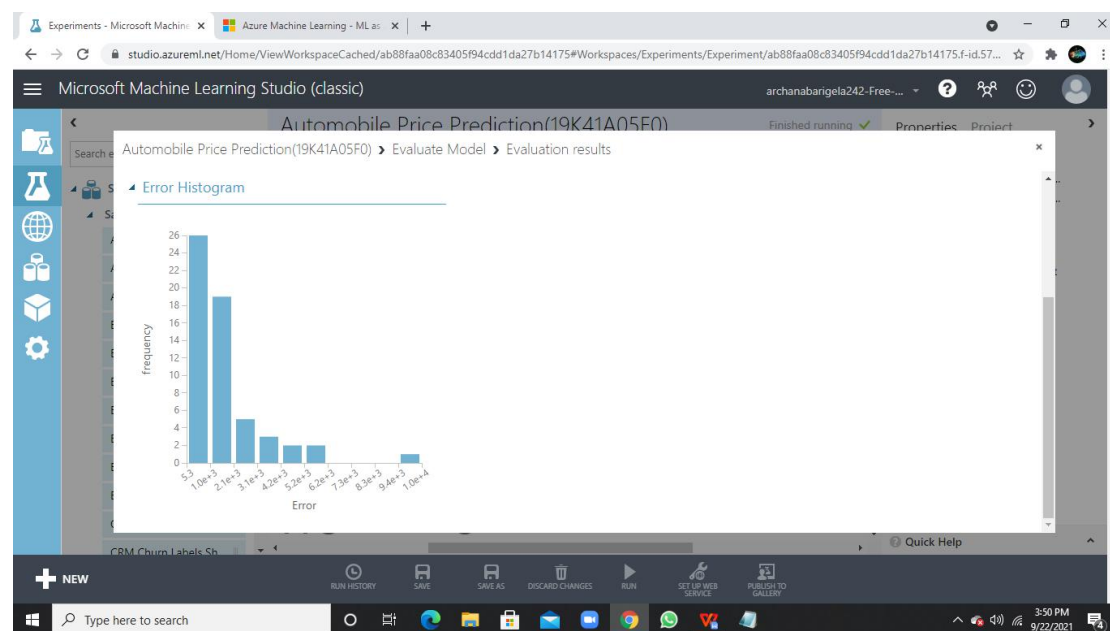 Experiments - Microsoft Machine
Azure Machine Learning - ML as
studio.azureml.net/Home/ViewWorkspaceCached/ab88faa08c83405f94cdd1da27b14175#Workspaces/Experiments/Experiment/ab88faa08c83405f94cdd1da27b14175.f-id.57...
Microsoft Machine Learning Studio (classic)
archanabarigela242-Free-...
Automobile Price Prediction(19K41A05F0)
Finished running
Properties Project
Search e
Automobile Price Prediction(19K41A05F0) Evaluate Model Evaluation results
Error Histogram
26
24
22
20
18
16
14
12
10
8
6
4
2
0
frequency
5.3 1.0e+3 2.1e+3 3.1e+3 4.2e+3 5.2e+3 6.2e+3 7.3e+3 8.3e+3 9.4e+3 1.0e+4
Error
Quick Help
CRM Churn Labels Sh
NEW
RUN HISTORY
SAVE
SAVE AS
DISCARD CHANGES
RUN
SET UP WEB
SERVICE
PUBLISH TO
GALLERY
Type here to search
3:50 PM
9/22/2021
4